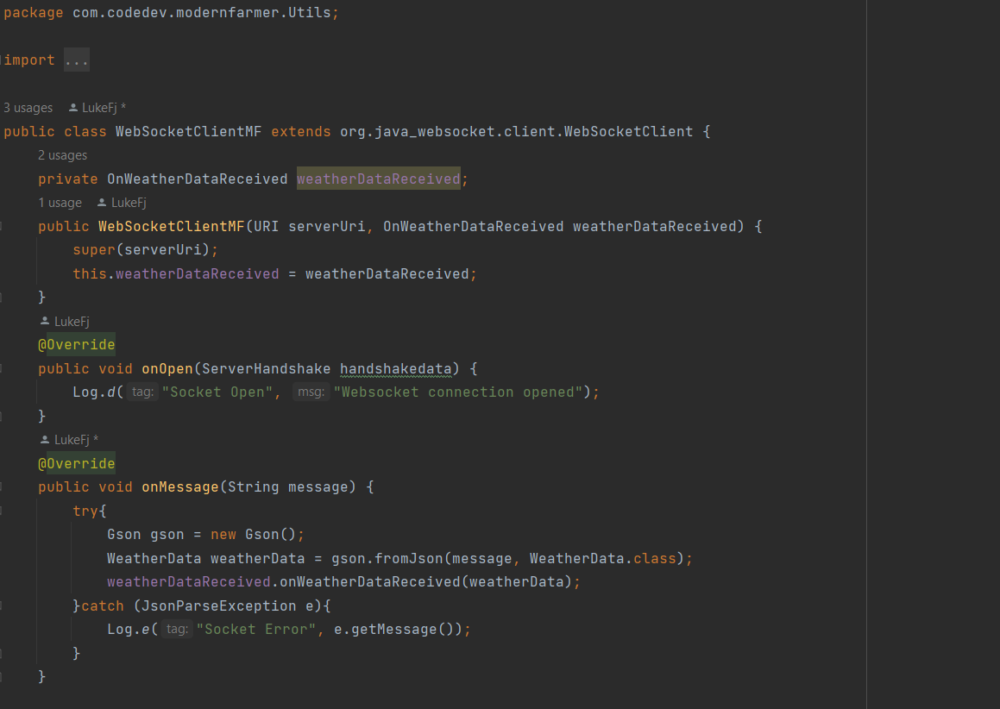 package com.codedev.modernfarmer.Utils;
import ...
3 usages LukeFj *
public class WebSocketClientMF extends org.java_websocket.client.WebSocketClient {
2 usages
private OnWeatherDataReceived weatherDataReceived;
1 usage LukeFj
public WebSocketClientMF(URI serverUri, OnWeatherDataReceived weatherDataReceived) {
super(serverUri);
this.weatherDataReceived = weatherDataReceived;
}
LukeFj
@Override
public void onOpen(ServerHandshake handshakedata) {
Log.d( tag: "Socket Open", msg: "Websocket connection opened");
}
LukeFj *
@Override
public void onMessage(String message) {
try{
Gson gson = new Gson();
WeatherData weatherData = gson.fromJson(message, WeatherData.class);
weatherDataReceived.onWeatherDataReceived(weatherData);
}catch (JsonParseException e){
Log.e( tag: "Socket Error", e.getMessage());
}
}